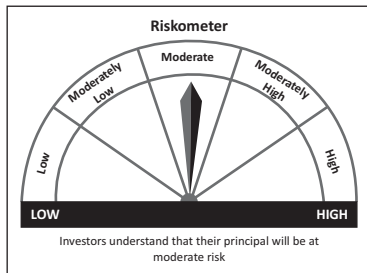 Riskometer
Moderate
Moderately
Low
Moderately
High
Low
High
LOW
HIGH
Investors understand that their principal will be at
moderate risk